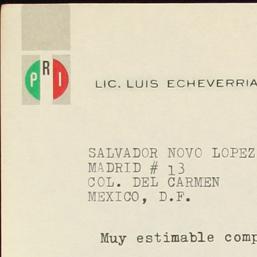 PRI
LIC. LUIS ECHEVERRIA
SALVADOR NOVO LOPEZ
MADRID # 13
COL. DEL CARMEN
MEXICO, D.F.
Muy estimable comp